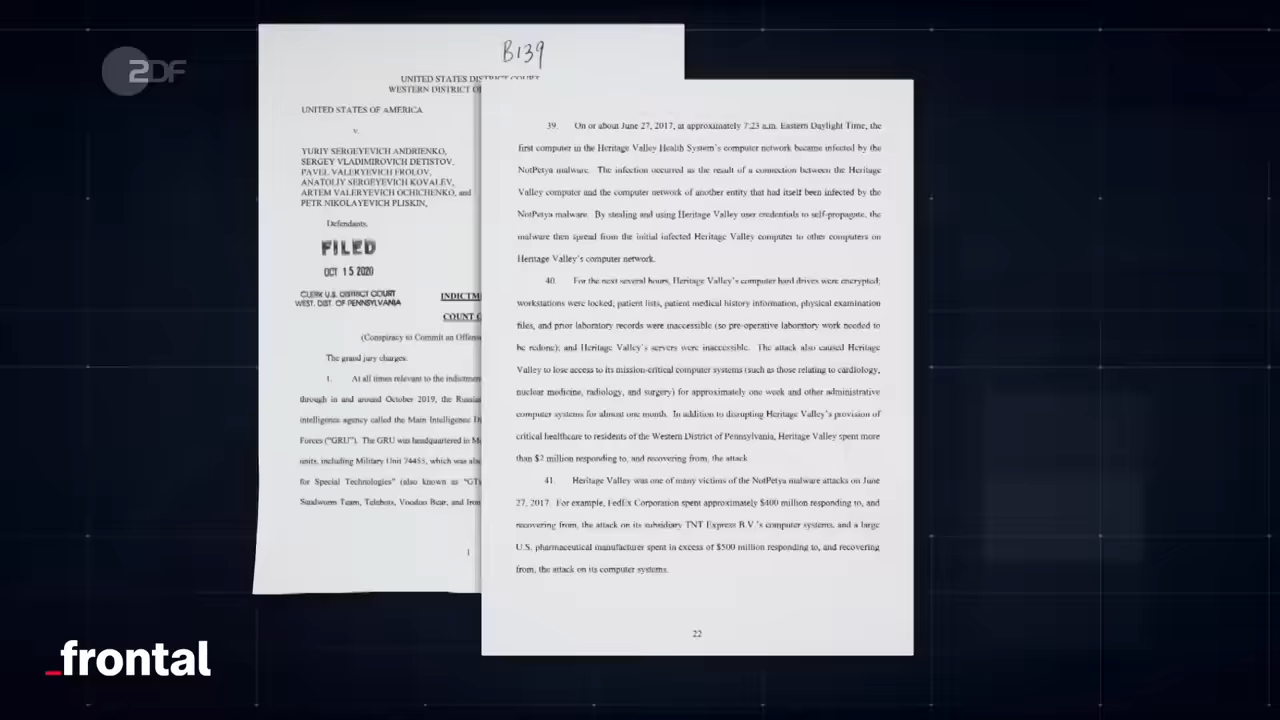 2DF
B139
UNITED STATES DISTRICT COURT
WESTERN DISTRICT OF
UNITED STATES OF AMERICA
v.
YURIY SERGEYEVICH ANDRIENKO,
SERGEY VLADIMIROVICH DETISTOV,
PAVEL VALERYEVICH FROLOV,
ANATOLIY SERGEYEVICH KOVALEV,
ARTEM VALERYEVICH OCHICHENKO, and
PETR NIKOLAYEVICH PLISKIN,
Defendants.
FILED
OCT 15 2020
CLERK U.S. DISTRICT COURT
WEST. DIST. OF PENNSYLVANIA
INDICTM
COUNT O
(Conspiracy to Commit an Offens
The grand jury charges:
1. At all times relevant to the indictme
through in and around October 2019, the Russia
intelligence agency called the Main Intelligence Di
Forces (“GRU”). The GRU was headquartered in M
units, including Military Unit 74455, which was als
for Special Technologies” (also known as “GT
Sandworm Team, Telebots, Voodoo Bear, and Iron
1
39. On or about June 27, 2017, at approximately 7:23 a.m. Eastern Daylight Time, the
first computer in the Heritage Valley Health System’s computer network became infected by the
NotPetya malware. The infection occurred as the result of a connection between the Heritage
Valley computer and the computer network of another entity that had itself been infected by the
NotPetya malware. By stealing and using Heritage Valley user credentials to self-propagate, the
malware then spread from the initial infected Heritage Valley computer to other computers on
Heritage Valley’s computer network.
40. For the next several hours, Heritage Valley’s computer hard drives were encrypted;
workstations were locked; patient lists, patient medical history information, physical examination
files, and prior laboratory records were inaccessible (so pre-operative laboratory work needed to
be redone); and Heritage Valley’s servers were inaccessible. The attack also caused Heritage
Valley to lose access to its mission-critical computer systems (such as those relating to cardiology,
nuclear medicine, radiology, and surgery) for approximately one week and other administrative
computer systems for almost one month. In addition to disrupting Heritage Valley’s provision of
critical healthcare to residents of the Western District of Pennsylvania, Heritage Valley spent more
than $2 million responding to, and recovering from, the attack.
41. Heritage Valley was one of many victims of the NotPetya malware attacks on June
27, 2017. For example, FedEx Corporation spent approximately $400 million responding to, and
recovering from, the attack on its subsidiary TNT Express B.V.’s computer systems, and a large
U.S. pharmaceutical manufacturer spent in excess of $500 million responding to, and recovering
from, the attack on its computer systems.
22
_frontal